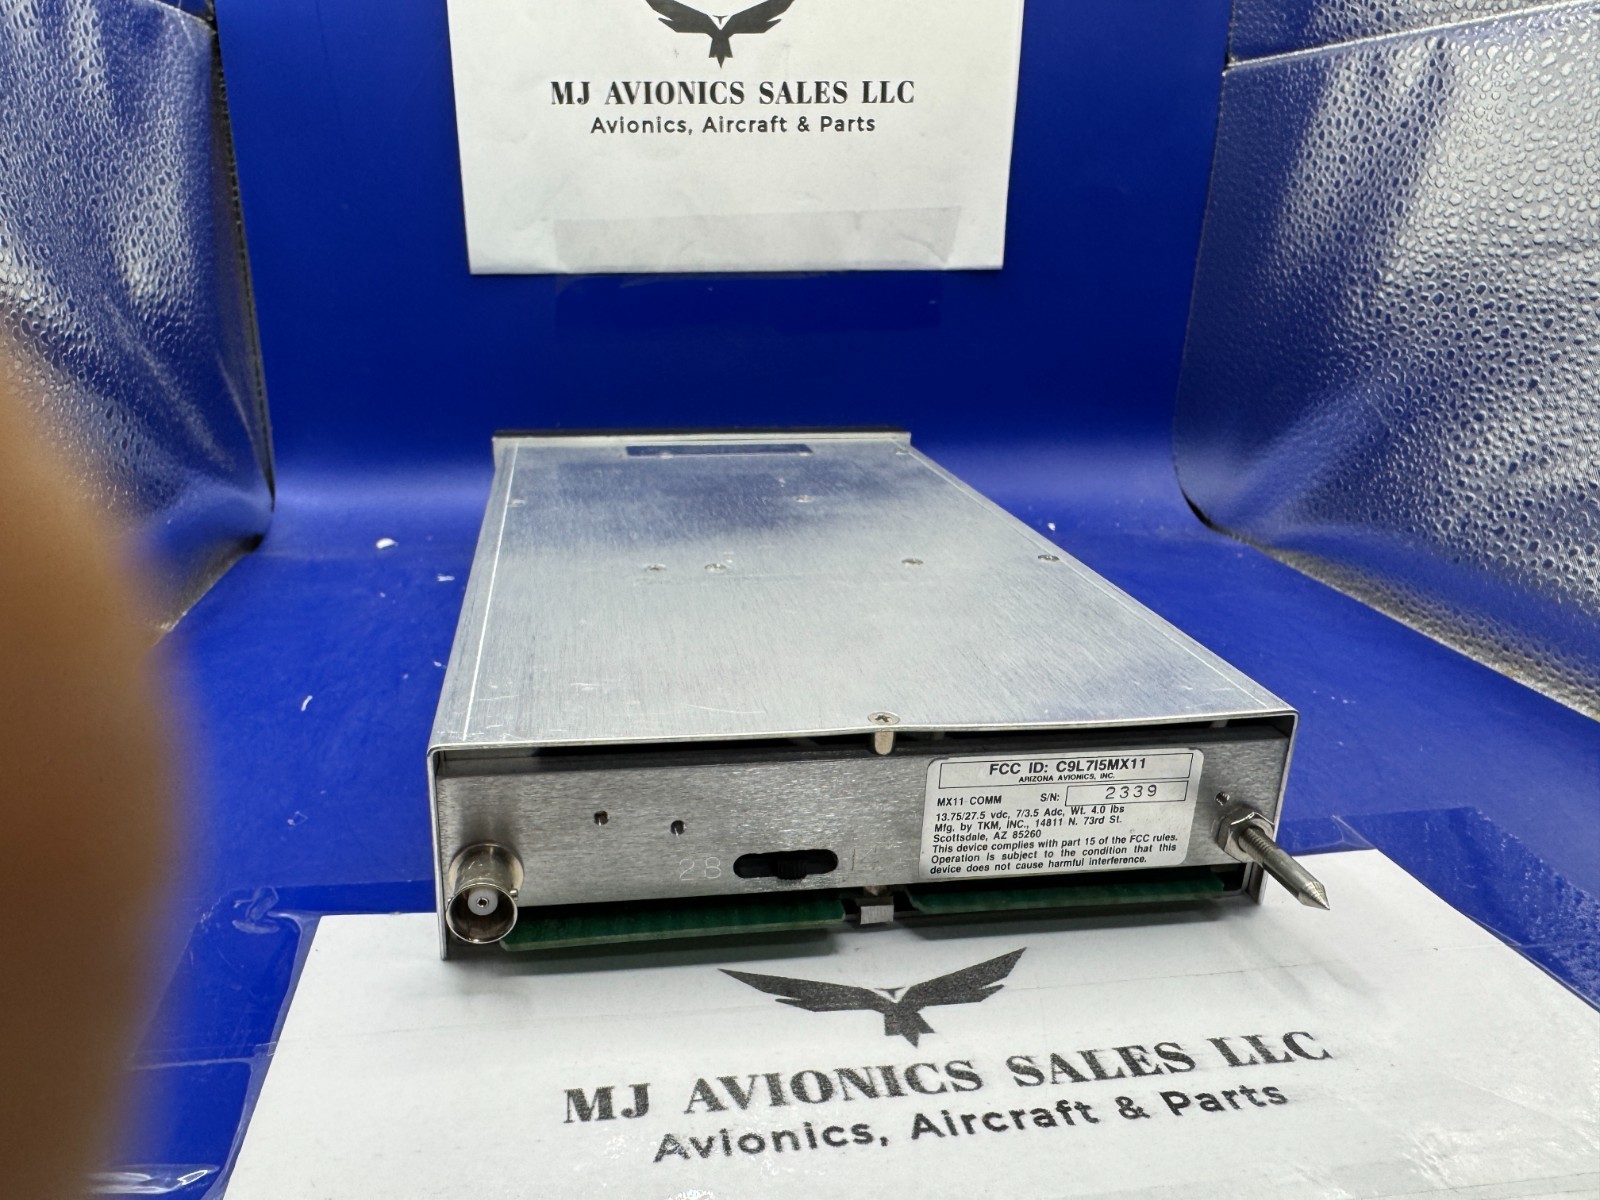 MJ AVIONICS SALES LLC
Avionics, Aircraft & Parts
FCC ID: C9L7I5MX11
ARIZONA AVIONICS, INC.
MX11 COMM S/N: 2339
13.75/27.5 vdc, 7/3.5 Adc, Wt. 4.0 lbs
Mfg. by TKM, INC., 14811 N. 73rd St.
Scottsdale, AZ 85260
This device complies with part 15 of the FCC rules.
Operation is subject to the condition that this
device does not cause harmful interference.
28
MJ AVIONICS SALES LLC
Avionics, Aircraft & Parts